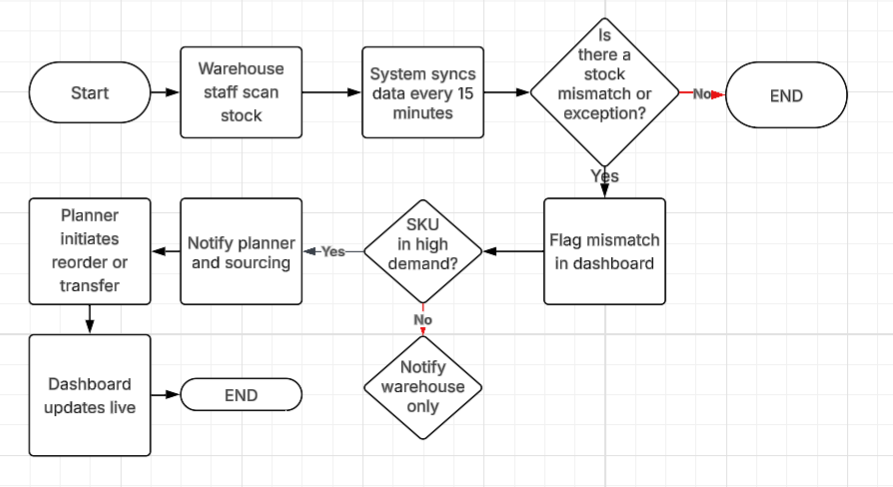 Start
Warehouse
staff scan
stock
System syncs
data every 15
minutes
Is
there a
stock
mismatch or
exception?
No
END
Yes
Flag mismatch
in dashboard
SKU
in high
demand?
Yes
Notify planner
and sourcing
Planner
initiates
reorder or
transfer
No
Notify
warehouse
only
Dashboard
updates live
END